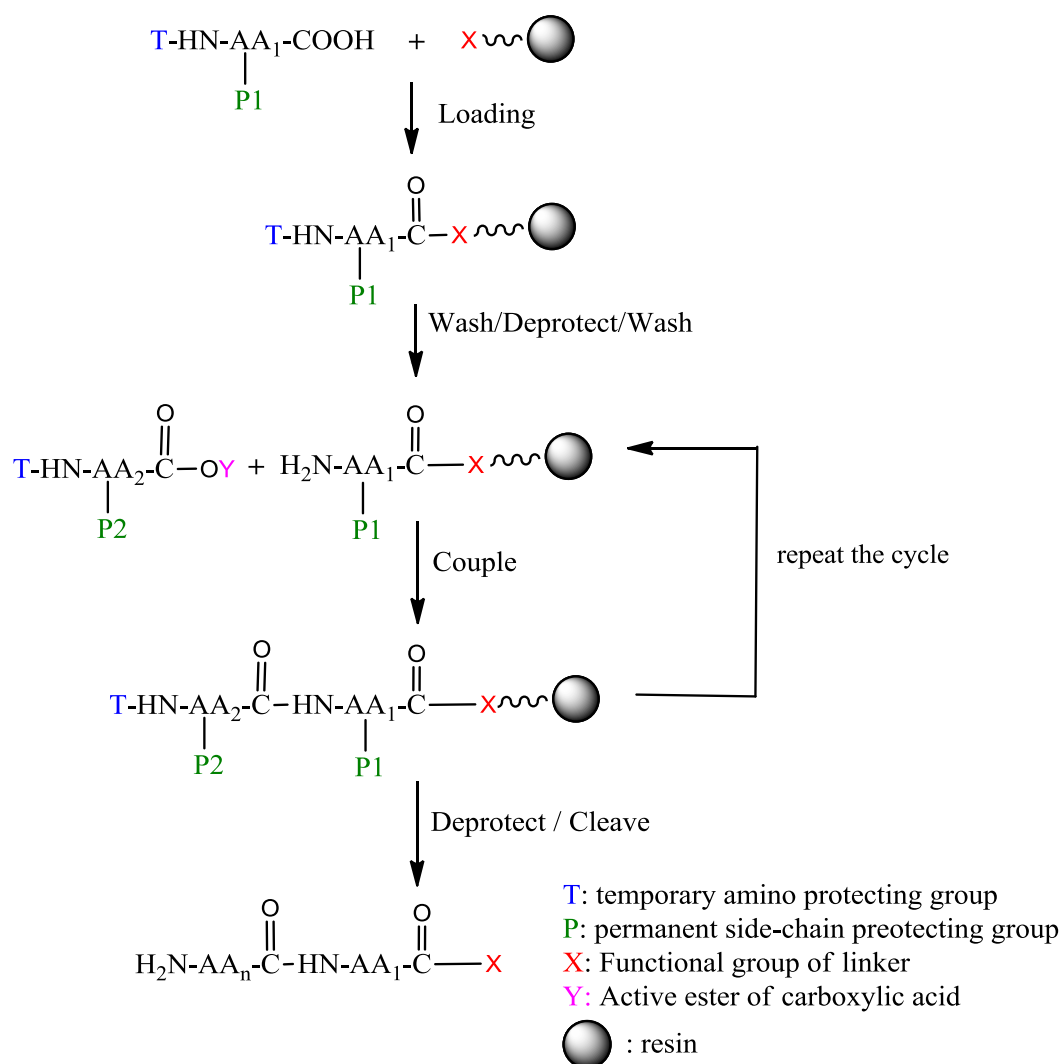 T-HN-AA1-COOH + X
P1
Loading
O
T-HN-AA1-C-X
P1
Wash/Deprotect/Wash
O O
T-HN-AA2-C-OY + H2N-AA1-C-X
P2 P1
Couple
repeat the cycle
O O
T-HN-AA2-C-HN-AA1-C-X
P2 P1
Deprotect / Cleave
O O
H2N-AAn-C-HN-AA1-C-X
T: temporary amino protecting group
P: permanent side-chain preotecting group
X: Functional group of linker
Y: Active ester of carboxylic acid
: resin